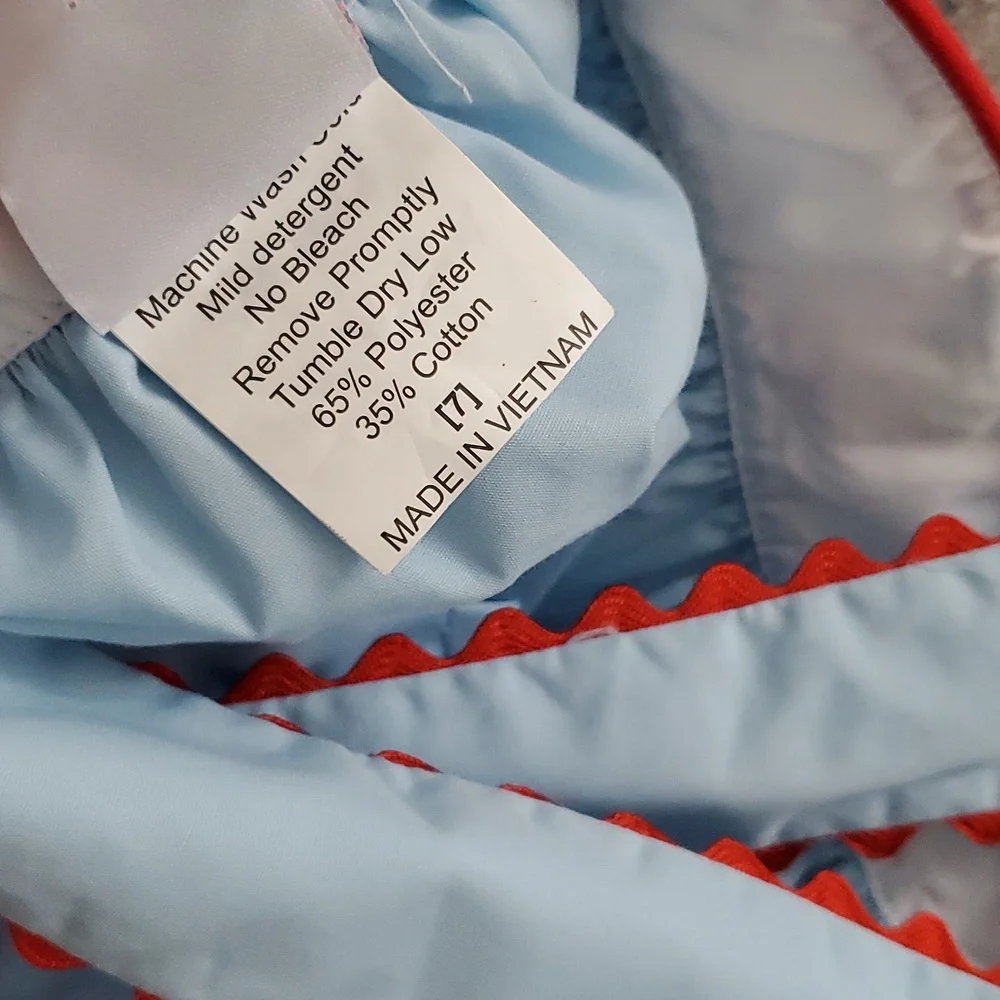 Machine Wash Cold
Mild detergent
No Bleach
Remove Promptly
Tumble Dry Low
65% Polyester
35% Cotton
[7]
MADE IN VIETNAM